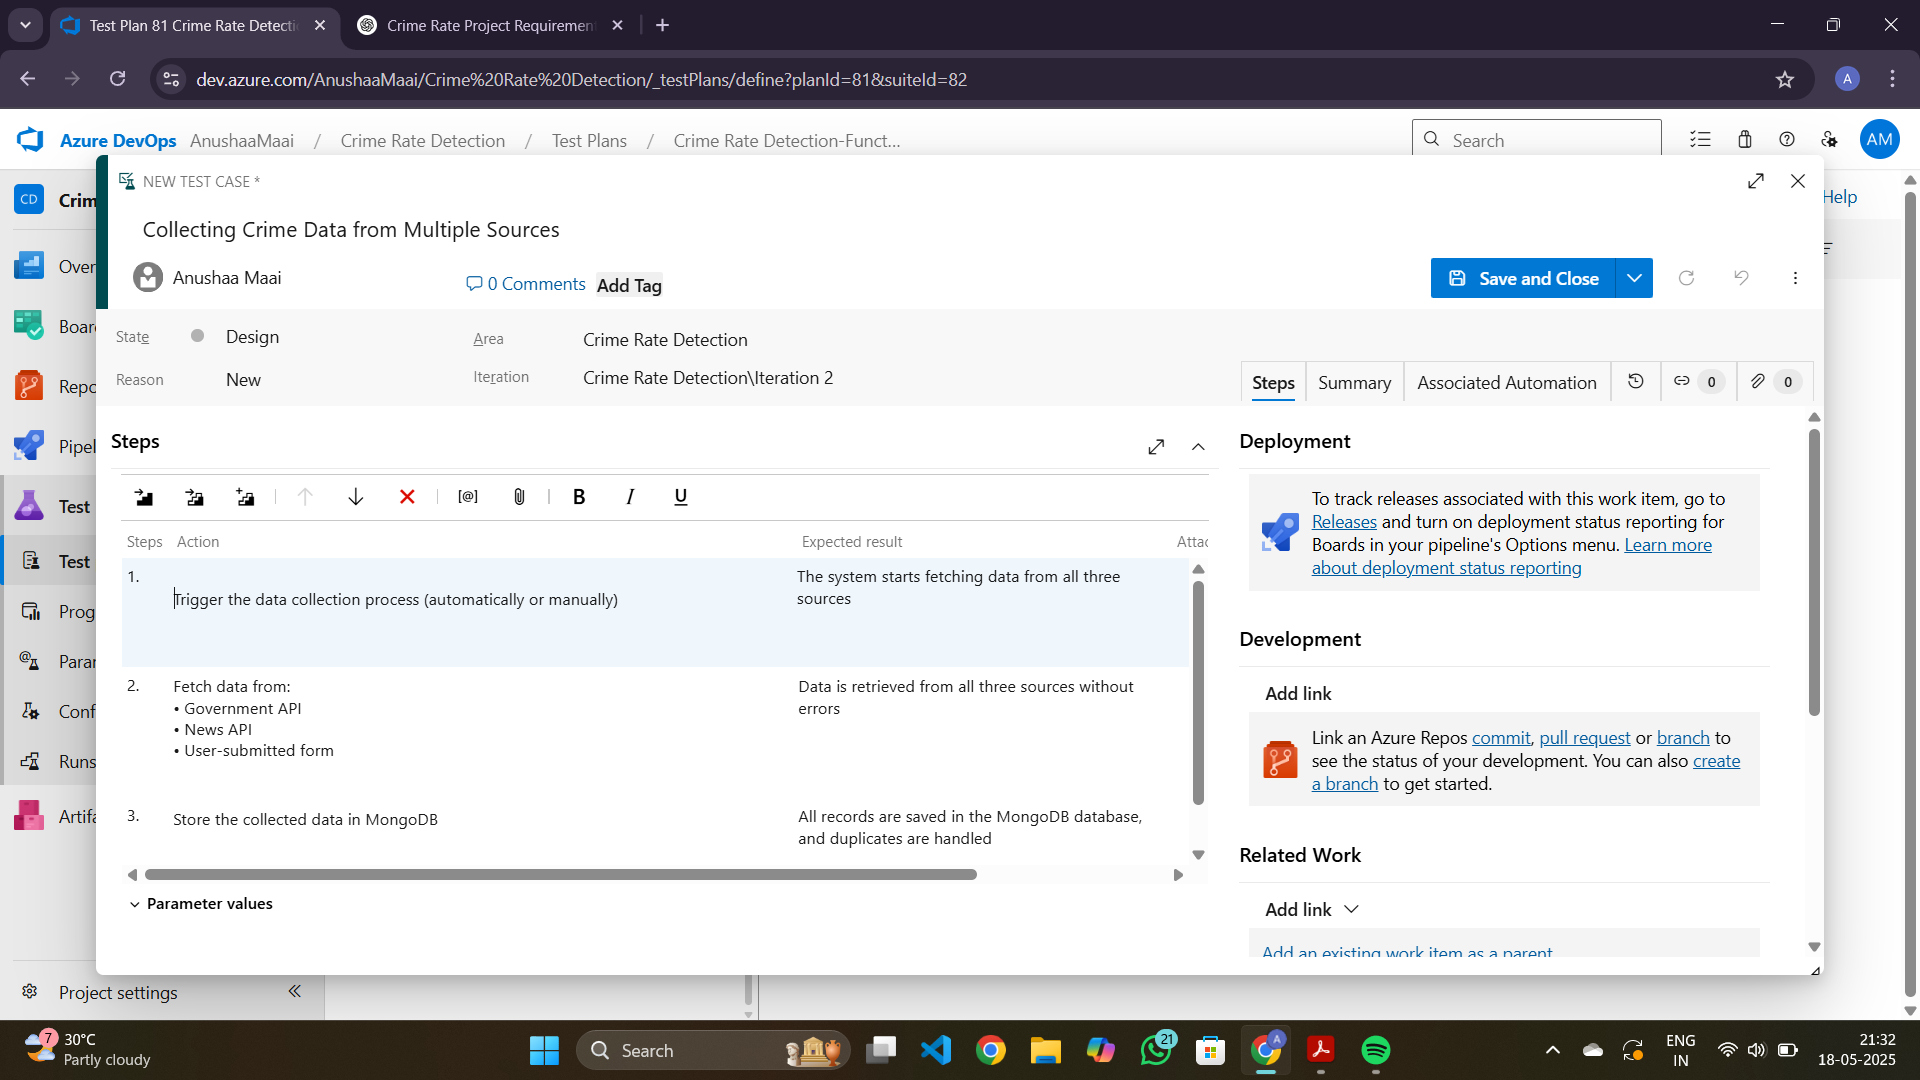 Test Plan 81 Crime Rate Detecti
Crime Rate Project Requiremen
dev.azure.com/AnushaaMaai/Crime%20Rate%20Detection/_testPlans/define?planId=81&suiteId=82
A
Azure DevOps AnushaaMaai / Crime Rate Detection / Test Plans / Crime Rate Detection-Funct...
Search
AM
CD Crim
Over
Boar
Repo
Pipel
Test
Test
Prog
Parar
Conf
Runs
Artifa
Project settings
Help
NEW TEST CASE *
Collecting Crime Data from Multiple Sources
Anushaa Maai
0 Comments Add Tag
Save and Close
State Design
Area Crime Rate Detection
Reason New
Iteration Crime Rate Detection\Iteration 2
Steps Summary Associated Automation 0 0
Steps
[@] B I U
Steps Action Expected result Attac
1. Trigger the data collection process (automatically or manually)
The system starts fetching data from all three
sources
2. Fetch data from:
• Government API
• News API
• User-submitted form
Data is retrieved from all three sources without
errors
3. Store the collected data in MongoDB
All records are saved in the MongoDB database,
and duplicates are handled
Parameter values
Deployment
To track releases associated with this work item, go to
Releases and turn on deployment status reporting for
Boards in your pipeline's Options menu. Learn more
about deployment status reporting
Development
Add link
Link an Azure Repos commit, pull request or branch to
see the status of your development. You can also create
a branch to get started.
Related Work
Add link
Add an existing work item as a parent
7
30°C
Partly cloudy
Search
21
A
ENG
IN
21:32
18-05-2025